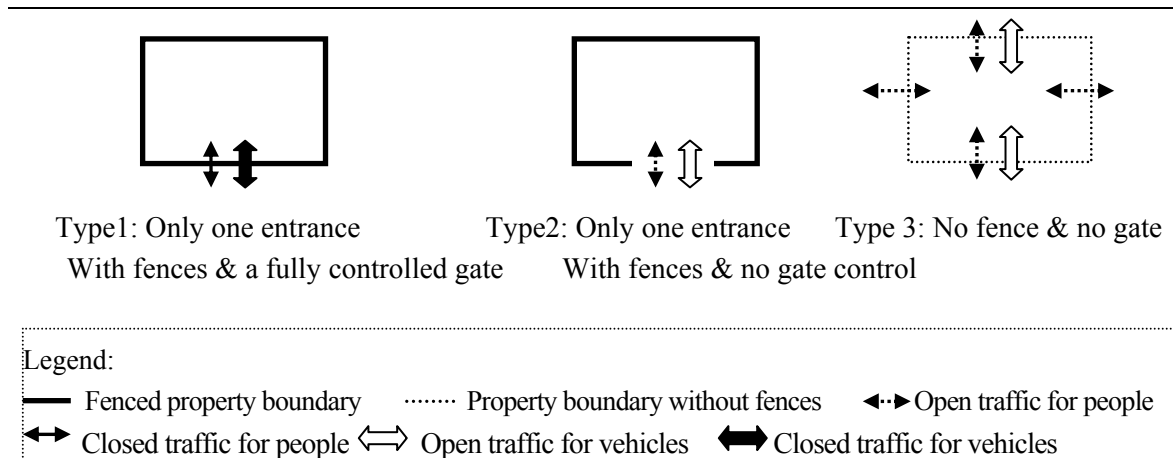 Type1: Only one entrance Type2: Only one entrance Type 3: No fence & no gate
With fences & a fully controlled gate With fences & no gate control
Legend:
Fenced property boundary Property boundary without fences Open traffic for people
Closed traffic for people Open traffic for vehicles Closed traffic for vehicles